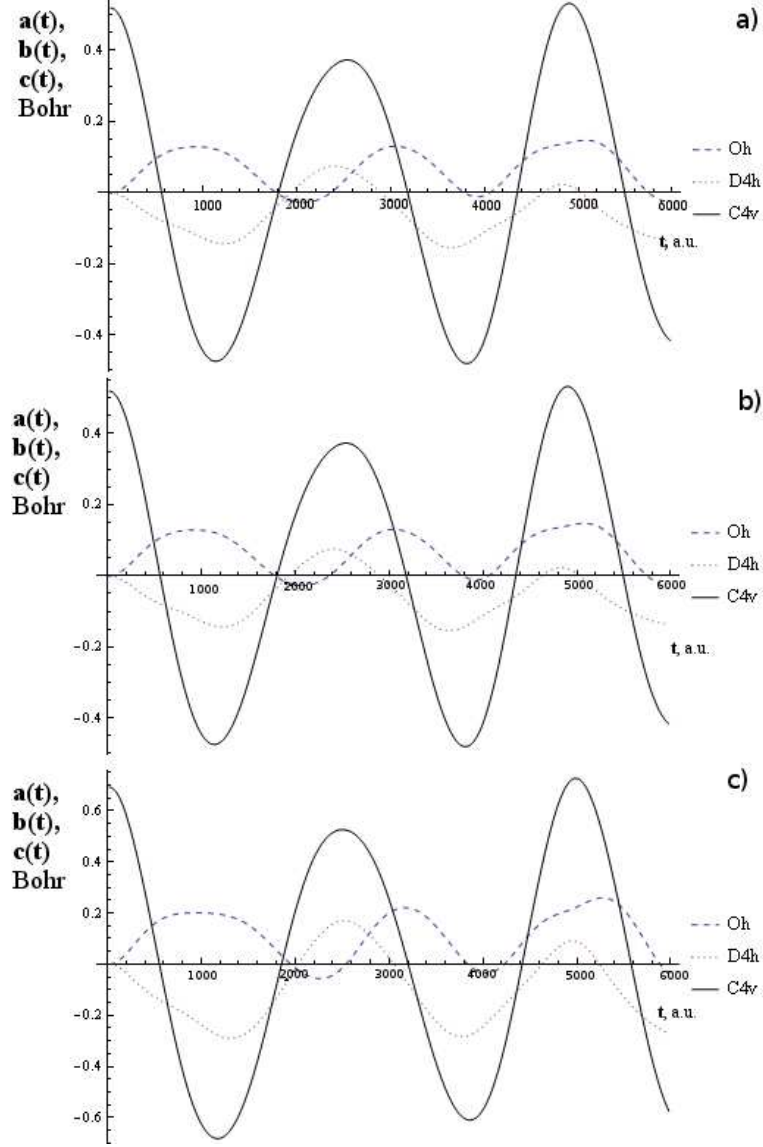 a(t),
b(t),
c(t),
Bohr
a)
0.4
0.2
−0.2
−0.4
1000
2000
3000
4000
5000
6000
t, a.u.
Oh
D4h
C4v
a(t),
b(t),
c(t)
Bohr
b)
0.4
0.2
−0.2
−0.4
1000
2000
3000
4000
5000
6000
t, a.u.
Oh
D4h
C4v
a(t),
b(t),
c(t)
Bohr
c)
0.6
0.4
0.2
−0.2
−0.4
−0.6
1000
2000
3000
4000
5000
6000
t, a.u.
Oh
D4h
C4v